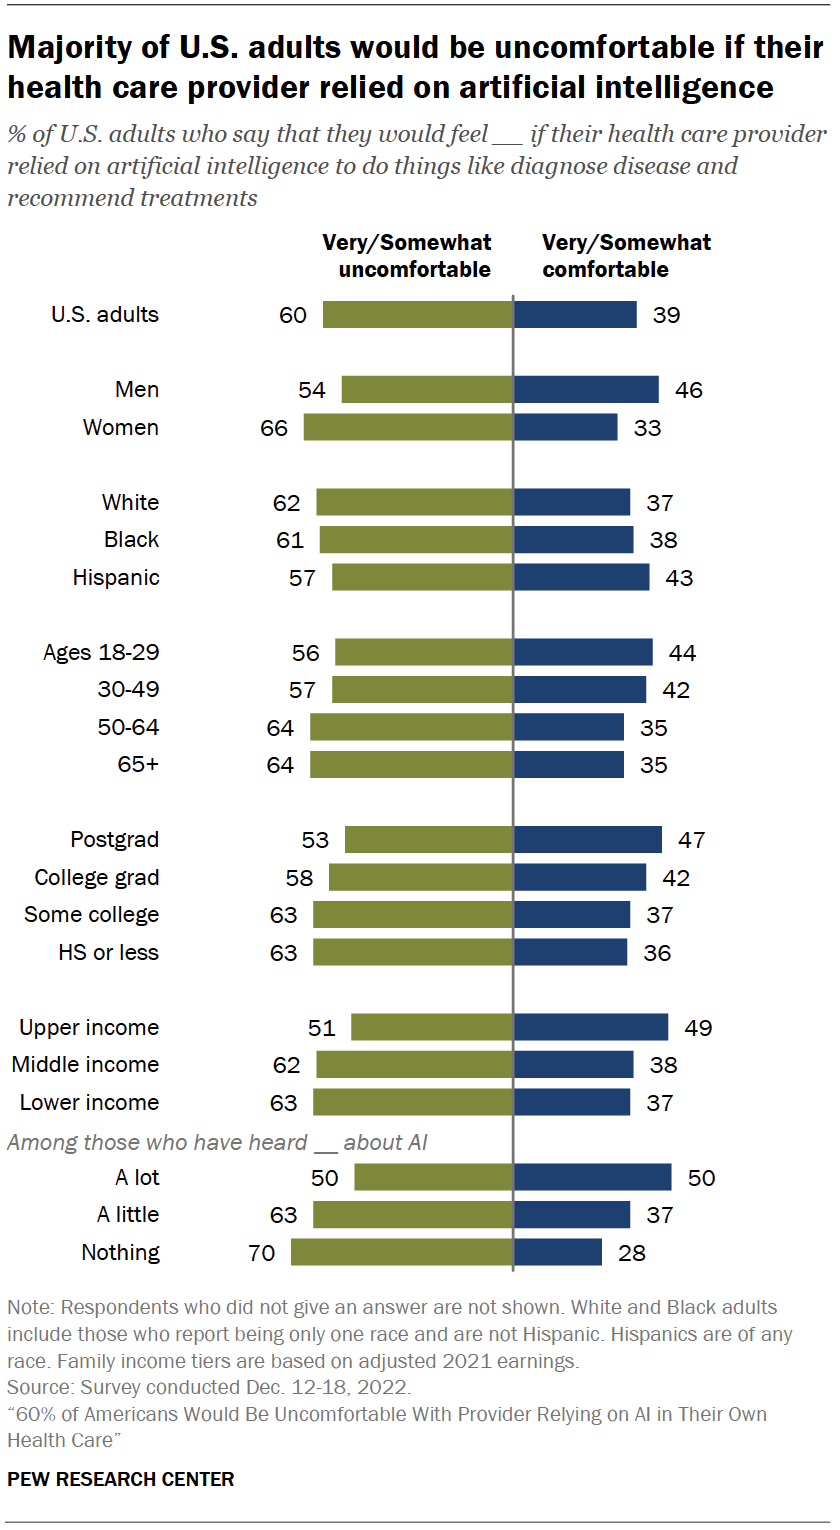 Majority of U.S. adults would be uncomfortable if their
health care provider relied on artificial intelligence
% of U.S. adults who say that they would feel __ if their health care provider
relied on artificial intelligence to do things like diagnose disease and
recommend treatments
Very/Somewhat Very/Somewhat
uncomfortable comfortable
U.S. adults 60 39
Men 54 46
Women 66 33
White 62 37
Black 61 38
Hispanic 57 43
Ages 18-29 56 44
30-49 57 42
50-64 64 35
65+ 64 35
Postgrad 53 47
College grad 58 42
Some college 63 37
HS or less 63 36
Upper income 51 49
Middle income 62 38
Lower income 63 37
Among those who have heard __ about AI
A lot 50 50
A little 63 37
Nothing 70 28
Note: Respondents who did not give an answer are not shown. White and Black adults
include those who report being only one race and are not Hispanic. Hispanics are of any
race. Family income tiers are based on adjusted 2021 earnings.
Source: Survey conducted Dec. 12-18, 2022.
“60% of Americans Would Be Uncomfortable With Provider Relying on AI in Their Own
Health Care”
PEW RESEARCH CENTER